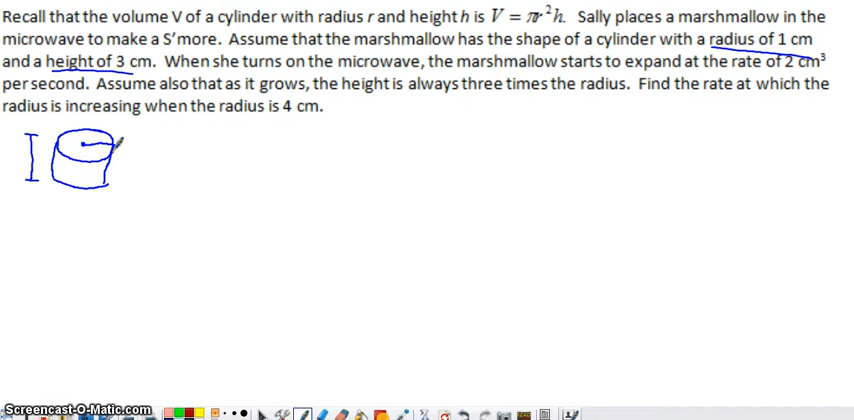 Recall that the volume V of a cylinder with radius r and height h is V = πr²h. Sally places a marshmallow in the
microwave to make a S'more. Assume that the marshmallow has the shape of a cylinder with a radius of 1 cm
and a height of 3 cm. When she turns on the microwave, the marshmallow starts to expand at the rate of 2 cm³
per second. Assume also that as it grows, the height is always three times the radius. Find the rate at which the
radius is increasing when the radius is 4 cm.
Screencast-O-Matic.com